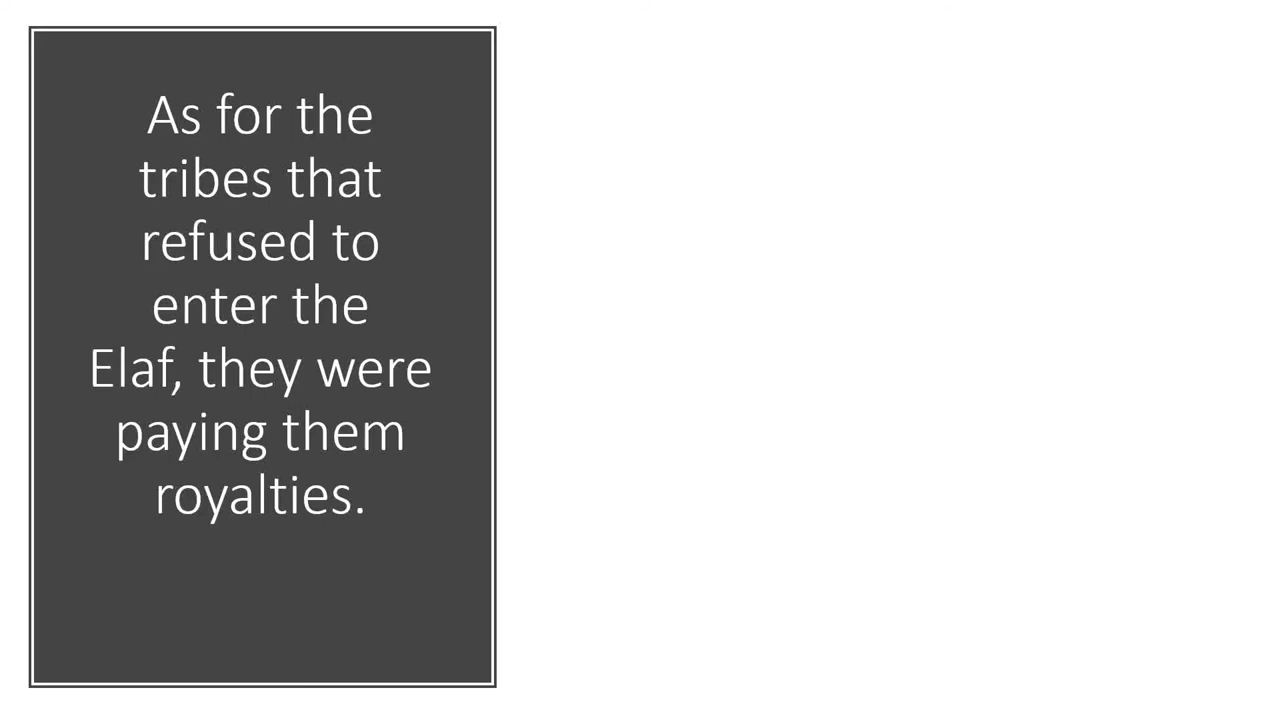 As for the
tribes that
refused to
enter the
Elaf, they were
paying them
royalties.